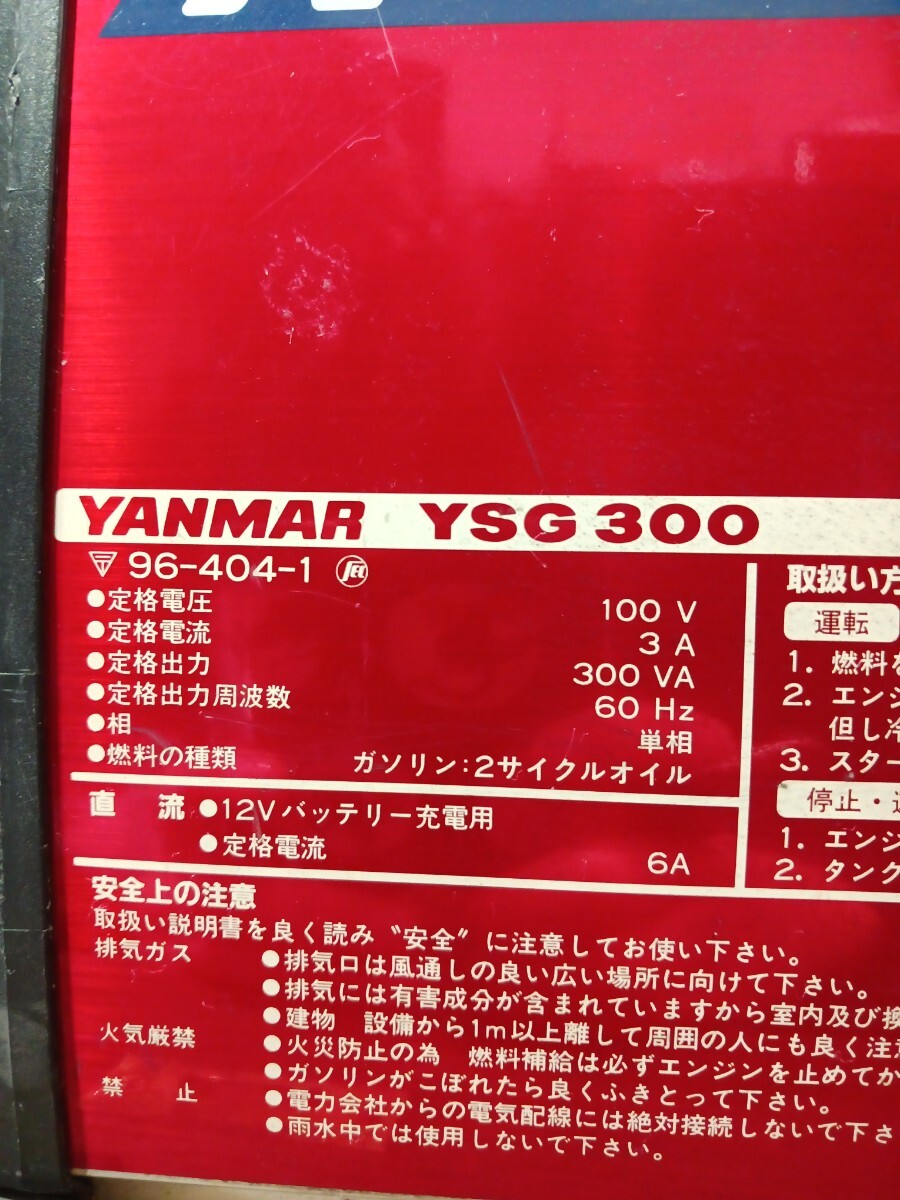 YANMAR YSG 300
96-404-1 JET
●定格電圧 100 V
●定格電流 3 A
●定格出力 300 VA
●定格出力周波数 60 Hz
●相 単相
●燃料の種類 ガソリン:2サイクルオイル
直 流 ●12Vバッテリー充電用
●定格電流 6A
取扱い方
運転
1. 燃料を
2. エンジ
但し冷
3. スター
停止・
1. エンジ
2. タンク
安全上の注意
取扱い説明書を良く読み “安全” に注意してお使い下さい。
排気ガス ●排気口は風通しの良い広い場所に向けて下さい。
●排気には有害成分が含まれていますから室内及び換
●建物 設備から1m以上離して周囲の人にも良く注意
火気厳禁 ●火災防止の為 燃料補給は必ずエンジンを止めてか
●ガソリンがこぼれたら良くふきとって下さい。
禁 止 ●電力会社からの電気配線には絶対接続しないで下さ
●雨水中では使用しないで下さい。